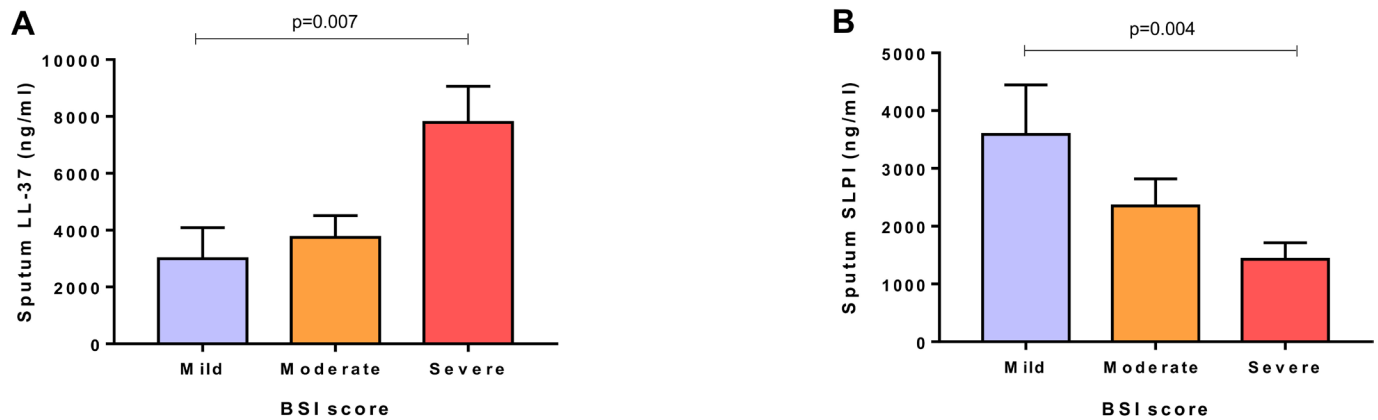 A
p=0.007
Sputum LL-37 (ng/ml)
10000
8000
6000
4000
2000
0
Mild Moderate Severe
BSI score
B
p=0.004
Sputum SLPI (ng/ml)
5000
4000
3000
2000
1000
0
Mild Moderate Severe
BSI score